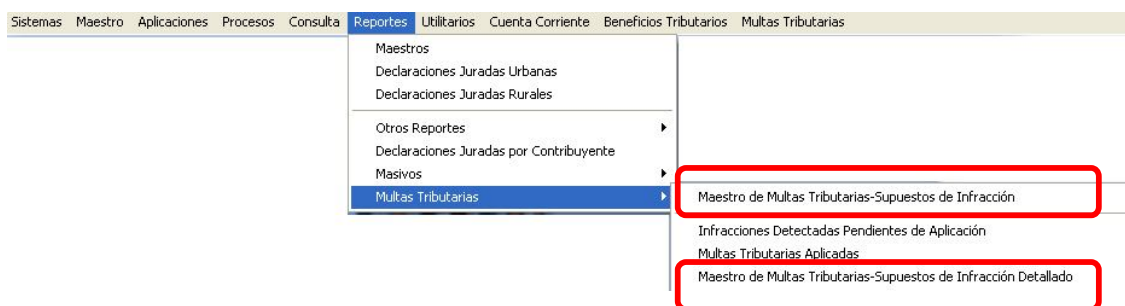 Sistemas Maestro Aplicaciones Procesos Consulta Reportes Utilitarios Cuenta Corriente Beneficios Tributarios Multas Tributarias
Maestros
Declaraciones Juradas Urbanas
Declaraciones Juradas Rurales
Otros Reportes
Declaraciones Juradas por Contribuyente
Masivos
Multas Tributarias
Maestro de Multas Tributarias-Supuestos de Infracción
Infracciones Detectadas Pendientes de Aplicación
Multas Tributarias Aplicadas
Maestro de Multas Tributarias-Supuestos de Infracción Detallado